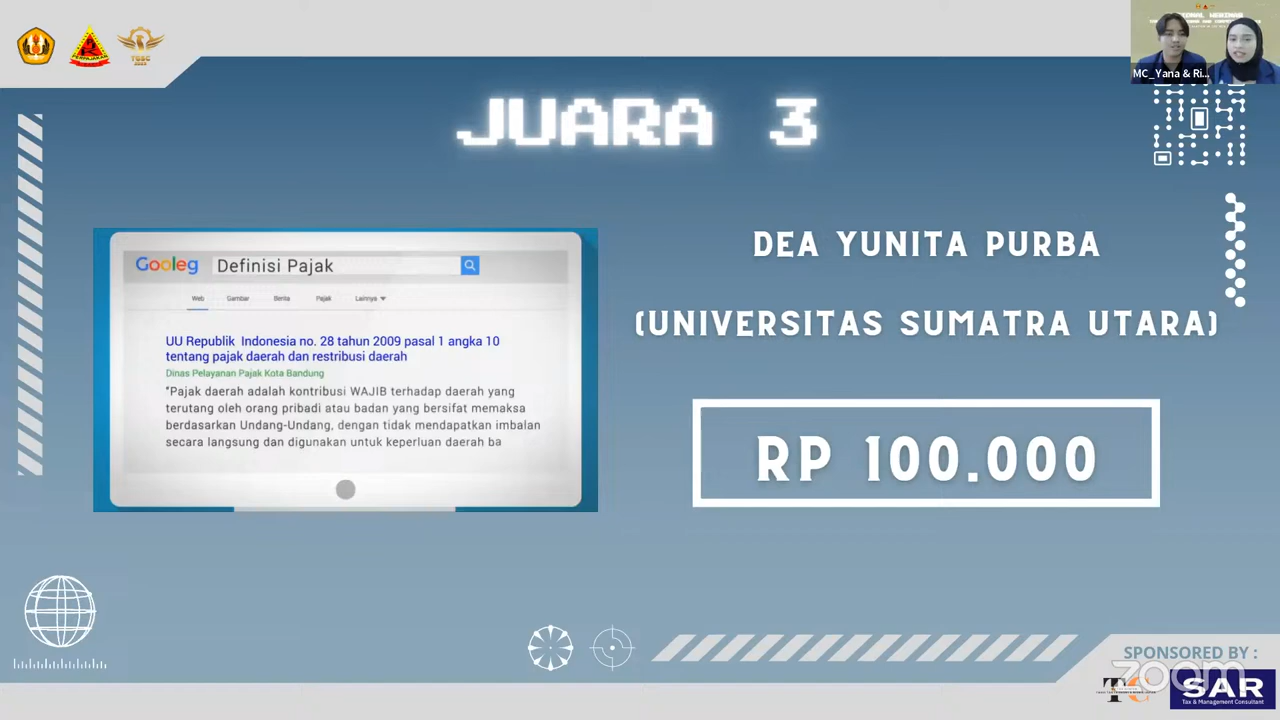 PERPAJAKAN
MC_Yana & Ri...
JUARA 3
Gooleg Definisi Pajak
Web Gambar Berita Pajak Lainnya
UU Republik Indonesia no. 28 tahun 2009 pasal 1 angka 10
tentang pajak daerah dan restribusi daerah
Dinas Pelayanan Pajak Kota Bandung
"Pajak daerah adalah kontribusi WAJIB terhadap daerah yang
terutang oleh orang pribadi atau badan yang bersifat memaksa
berdasarkan Undang-Undang, dengan tidak mendapatkan imbalan
secara langsung dan digunakan untuk keperluan daerah ba
DEA YUNITA PURBA
(UNIVERSITAS SUMATRA UTARA)
RP 100.000
SPONSORED BY :
zoom
SAR
Tax & Management Consultant